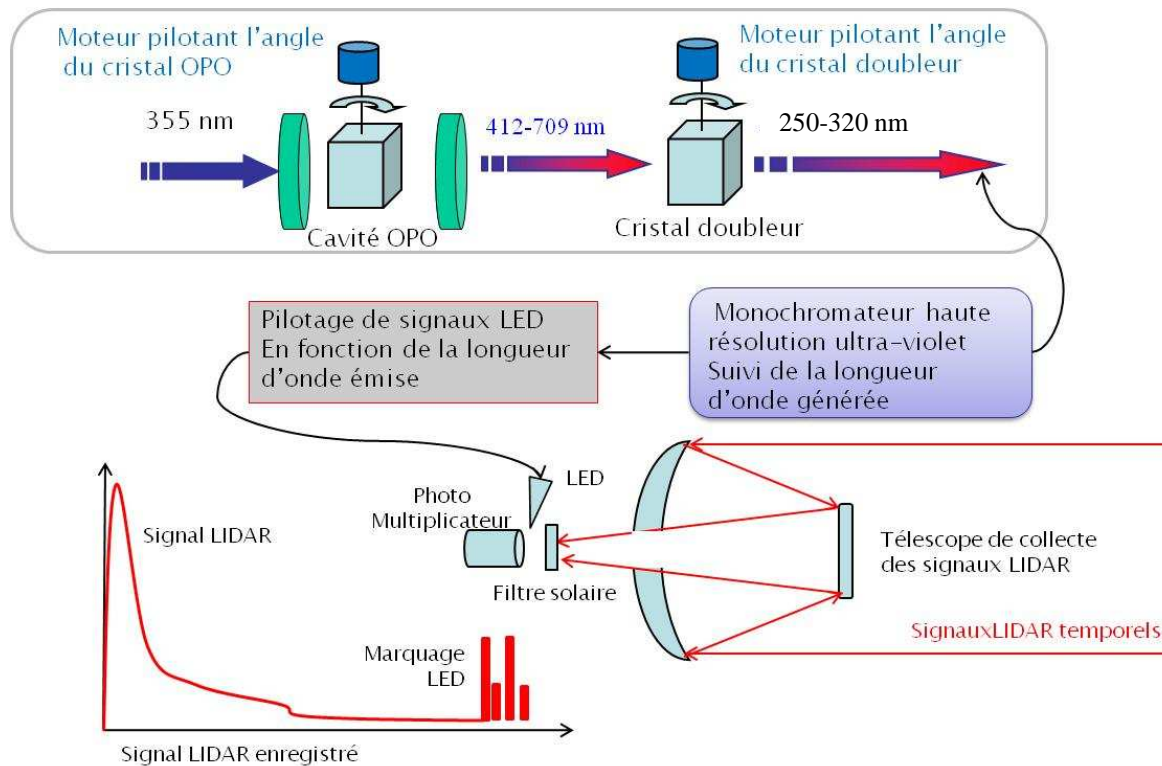 Moteur pilotant l'angle
du cristal OPO
Moteur pilotant l'angle
du cristal doubleur
355 nm
412-709 nm
250-320 nm
Cavité OPO
Cristal doubleur
Pilotage de signaux LED
En fonction de la longueur
d'onde émise
Monochromateur haute
résolution ultra-violet
Suivi de la longueur
d'onde générée
LED
Photo
Multiplicateur
Signal LIDAR
Filtre solaire
Télescope de collecte
des signaux LIDAR
SignauxLIDAR temporels
Marquage
LED
Signal LIDAR enregistré